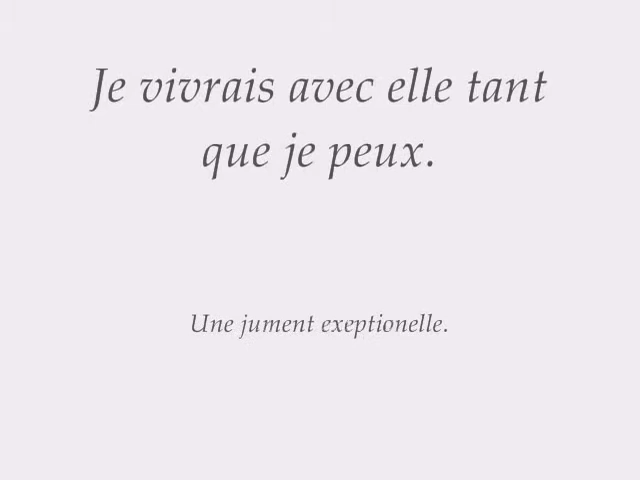 Je vivrais avec elle tant
que je peux.
Une jument exeptionelle.